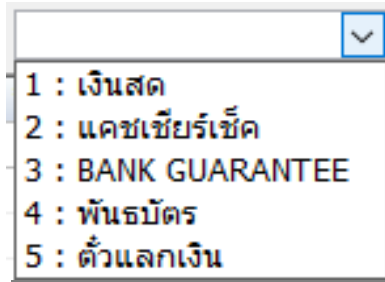 1 : เงินสด
2 : แคชเชียร์เช็ค
3 : BANK GUARANTEE
4 : พันธบัตร
5 : ตั๋วแลกเงิน